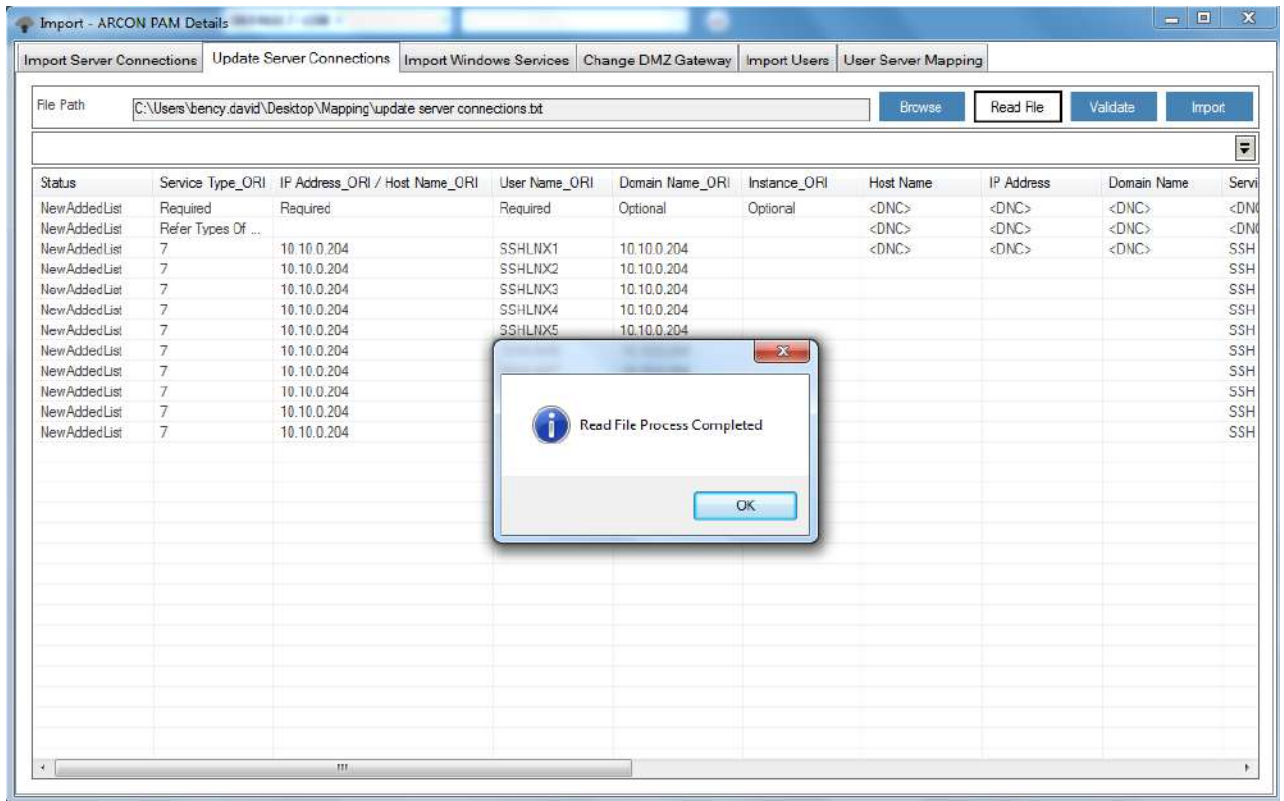 Import - ARCON PAM Details
Import Server Connections Update Server Connections Import Windows Services Change DMZ Gateway Import Users User Server Mapping
File Path C:\Users\bency.david\Desktop\Mapping\update server connections.txt Browse Read File Validate Import
Status Service Type_ORI IP Address_ORI / Host Name_ORI User Name_ORI Domain Name_ORI Instance_ORI Host Name IP Address Domain Name Servi
NewAddedList Required Required Required Optional Optional <DNC> <DNC> <DNC> <DN
NewAddedList Refer Types Of ... <DNC> <DNC> <DNC> <DN
NewAddedList 7 10.10.0.204 SSHLNX1 10.10.0.204 <DNC> <DNC> <DNC> SSH
NewAddedList 7 10.10.0.204 SSHLNX2 10.10.0.204 SSH
NewAddedList 7 10.10.0.204 SSHLNX3 10.10.0.204 SSH
NewAddedList 7 10.10.0.204 SSHLNX4 10.10.0.204 SSH
NewAddedList 7 10.10.0.204 SSHLNX5 10.10.0.204 SSH
NewAddedList 7 10.10.0.204 SSH
NewAddedList 7 10.10.0.204 SSH
NewAddedList 7 10.10.0.204 SSH
NewAddedList 7 10.10.0.204 SSH
NewAddedList 7 10.10.0.204 SSH
Read File Process Completed
OK